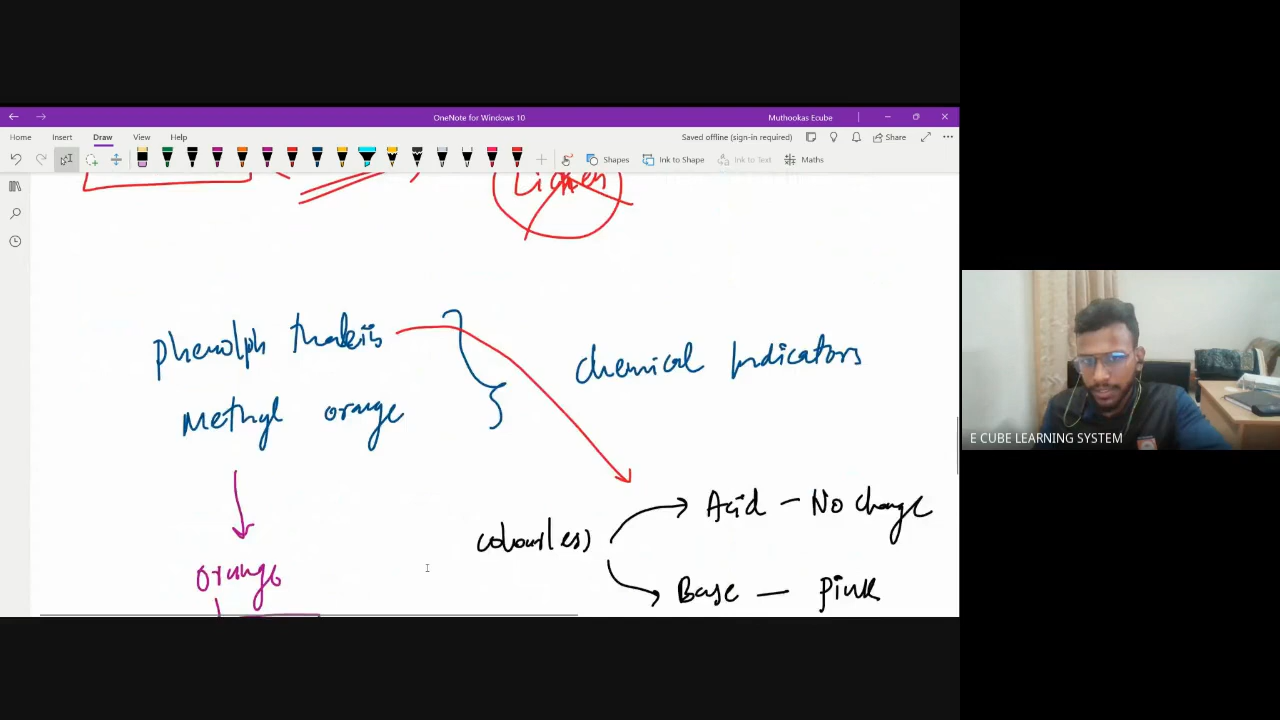 OneNote for Windows 10
Muthookas Ecube
Home Insert Draw View Help
Saved offline (sign-in required)
Share
Shapes
Ink to Shape
Ink to Text
Maths
Lichen
phenolph
Methyl orange
chemical Indicators
orange
colourless
Acid - No change
Base - pink
E CUBE LEARNING SYSTEM